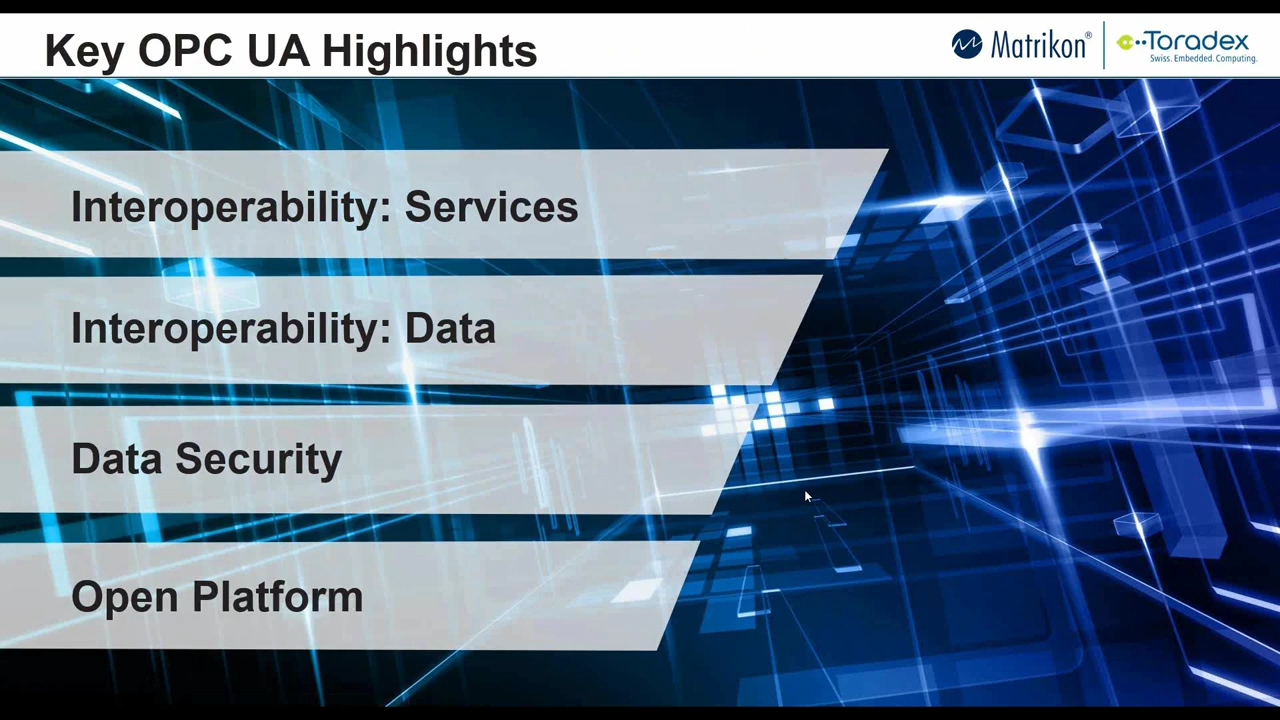 Key OPC UA Highlights
Matrikon®
Toradex
Swiss. Embedded. Computing.
Interoperability: Services
Interoperability: Data
Data Security
Open Platform